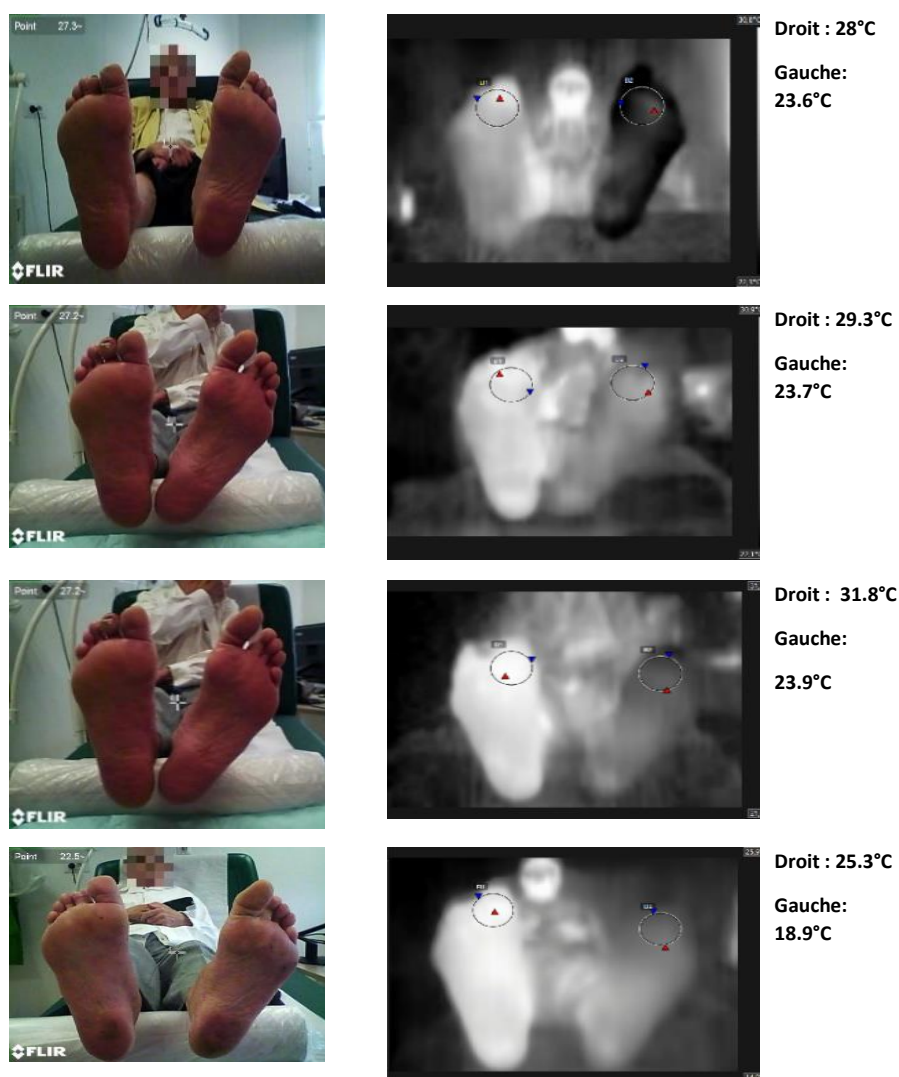 Point 27.3~
30.8°C
Droit : 28°C
Gauche:
23.6°C
FLIR
Point 27.2~
Droit : 29.3°C
Gauche:
23.7°C
FLIR
Point 27.2~
Droit : 31.8°C
Gauche:
23.9°C
FLIR
Point 22.5~
Droit : 25.3°C
Gauche:
18.9°C
FLIR